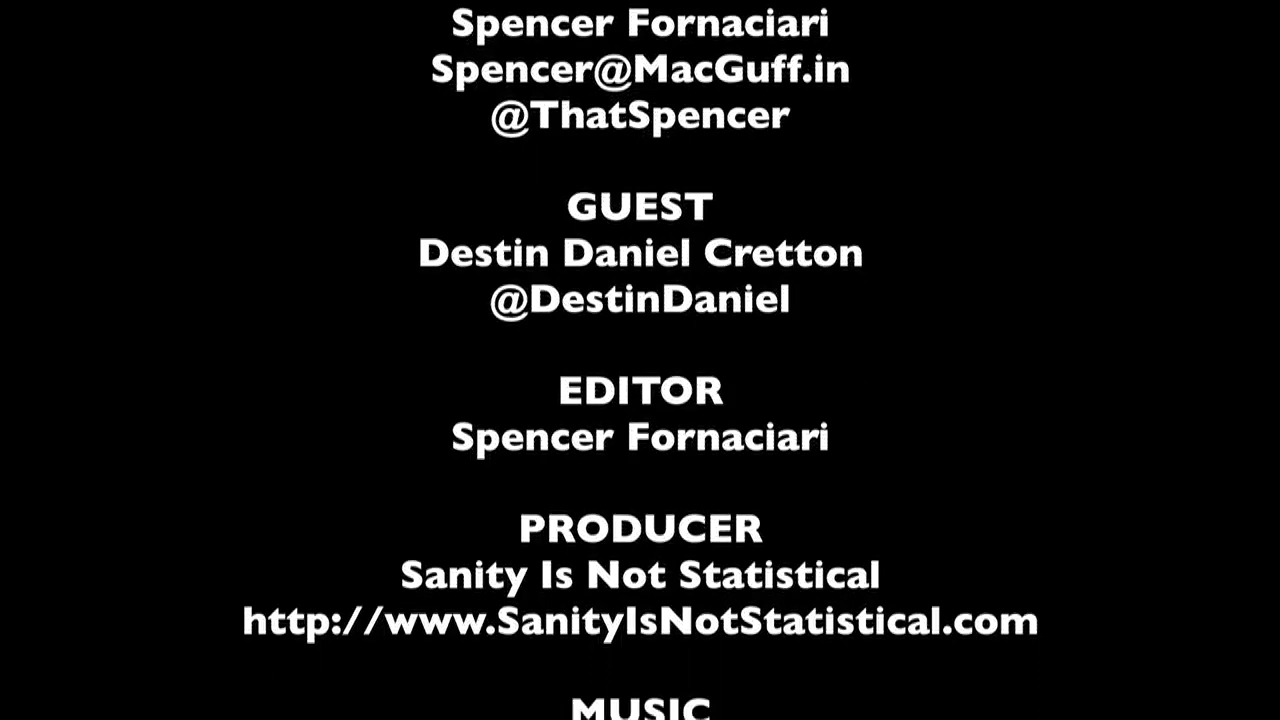 Spencer Fornaciari
Spencer@MacGuff.in
@ThatSpencer
GUEST
Destin Daniel Cretton
@DestinDaniel
EDITOR
Spencer Fornaciari
PRODUCER
Sanity Is Not Statistical
http://www.SanityIsNotStatistical.com
MUSIC